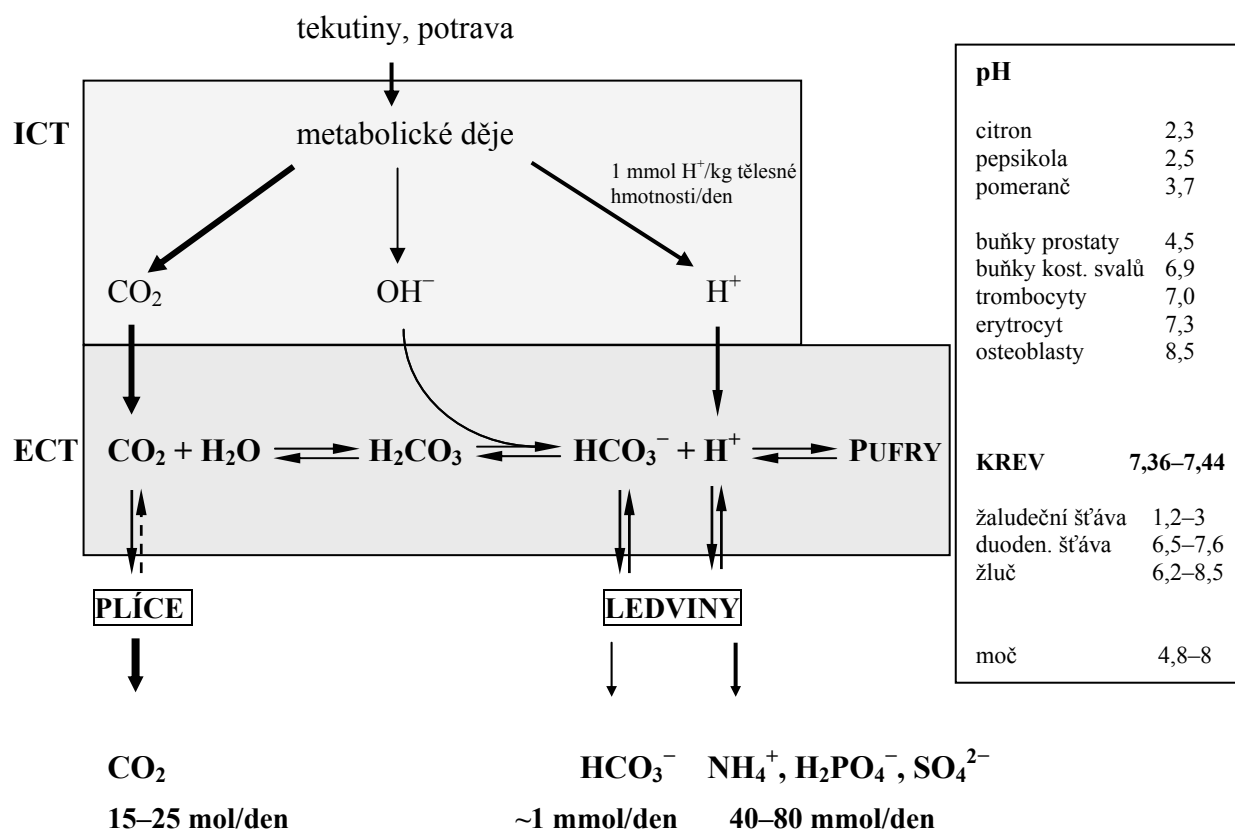 tekutiny, potrava
ICT
metabolické děje
1 mmol H⁺/kg tělesné
hmotnosti/den
CO₂ OH⁻ H⁺
ECT
CO₂ + H₂O H₂CO₃ HCO₃⁻ + H⁺ PUFRY
PLÍCE LEDVINY
CO₂ HCO₃⁻ NH₄⁺, H₂PO₄⁻, SO₄²⁻
15–25 mol/den ~1 mmol/den 40–80 mmol/den
pH
citron 2,3
pepsikola 2,5
pomeranč 3,7
buňky prostaty 4,5
buňky kost. svalů 6,9
trombocyty 7,0
erytrocyt 7,3
osteoblasty 8,5
KREV 7,36–7,44
žaludeční šťáva 1,2–3
duoden. šťáva 6,5–7,6
žluč 6,2–8,5
moč 4,8–8